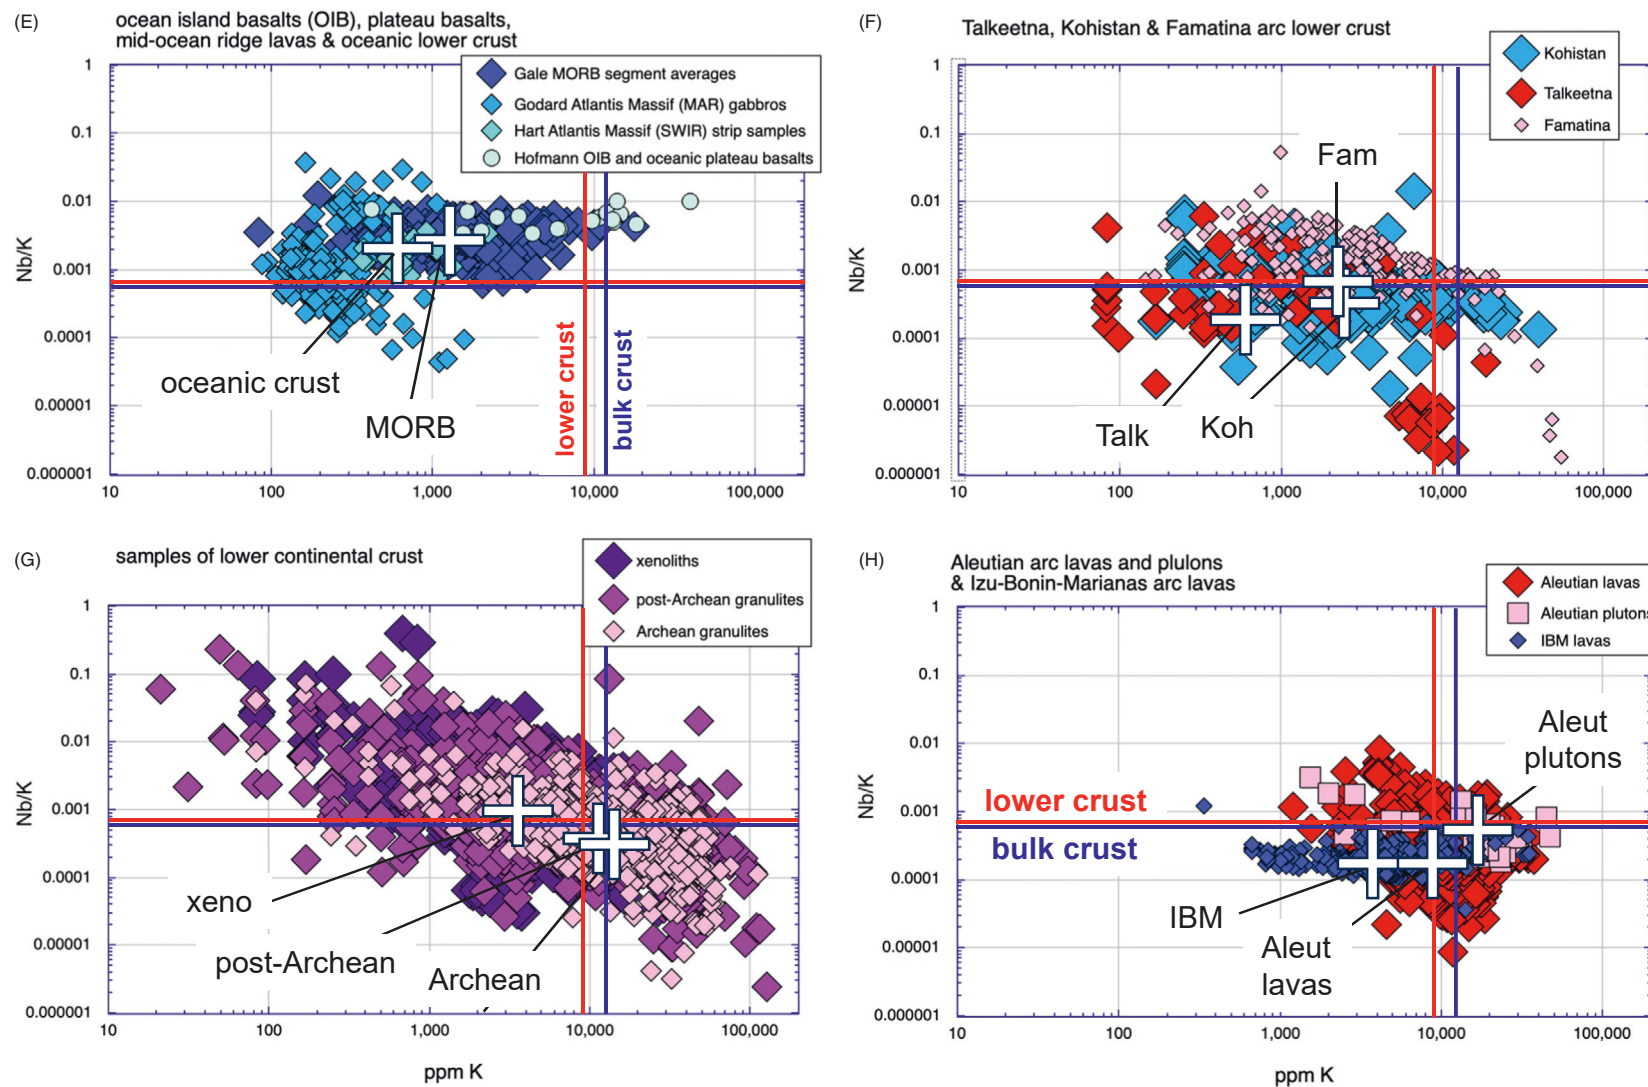 (E)
ocean island basalts (OIB), plateau basalts,
mid-ocean ridge lavas & oceanic lower crust
Gale MORB segment averages
Godard Atlantis Massif (MAR) gabbros
Hart Atlantis Massif (SWIR) strip samples
Hofmann OIB and oceanic plateau basalts
1
0.1
0.01
0.001
0.0001
0.00001
0.000001
Nb/K
oceanic crust
MORB
lower crust
bulk crust
10
100
1,000
10,000
100,000
(F)
Talkeetna, Kohistan & Famatina arc lower crust
Kohistan
Talkeetna
Famatina
1
0.1
0.01
0.001
0.0001
0.00001
0.000001
Nb/K
Fam
Talk
Koh
10
100
1,000
10,000
100,000
(G)
samples of lower continental crust
xenoliths
post-Archean granulites
Archean granulites
1
0.1
0.01
0.001
0.0001
0.00001
0.000001
Nb/K
xeno
post-Archean
Archean
10
100
1,000
10,000
100,000
ppm K
(H)
Aleutian arc lavas and plulons
& Izu-Bonin-Marianas arc lavas
Aleutian lavas
Aleutian plutons
IBM lavas
1
0.1
0.01
0.001
0.0001
0.00001
0.000001
Nb/K
Aleut
plutons
lower crust
bulk crust
IBM
Aleut
lavas
10
100
1,000
10,000
100,000
ppm K